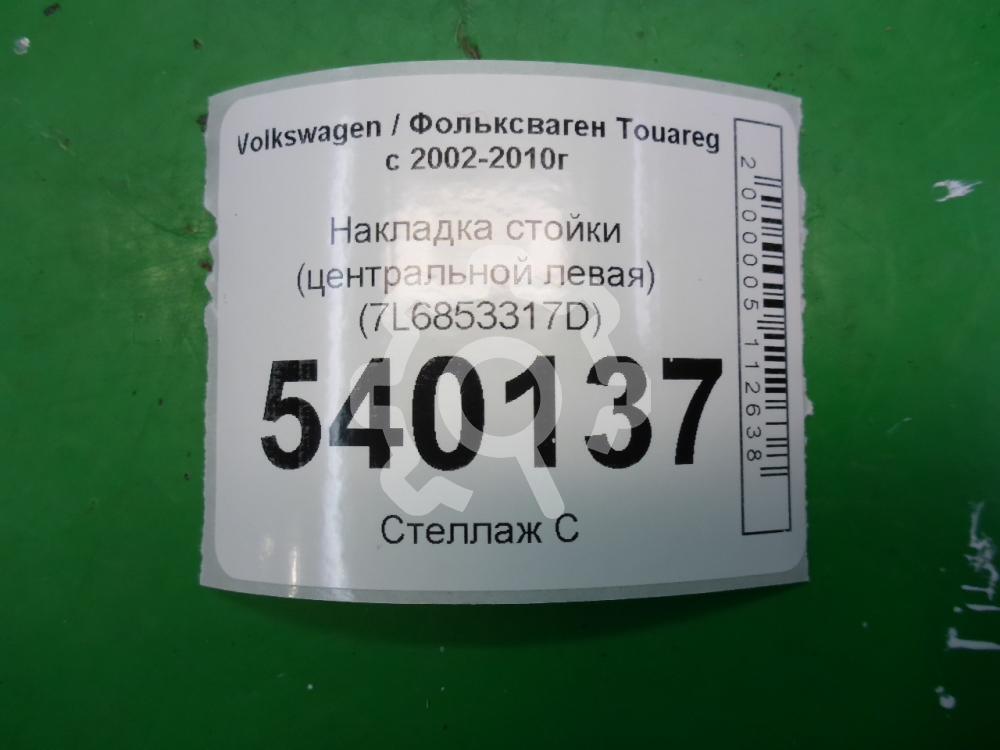 Volkswagen / Фольксваген Touareg
с 2002-2010г
Накладка стойки
(центральной левая)
(7L6853317D)
540137
Стеллаж С
2000005112638